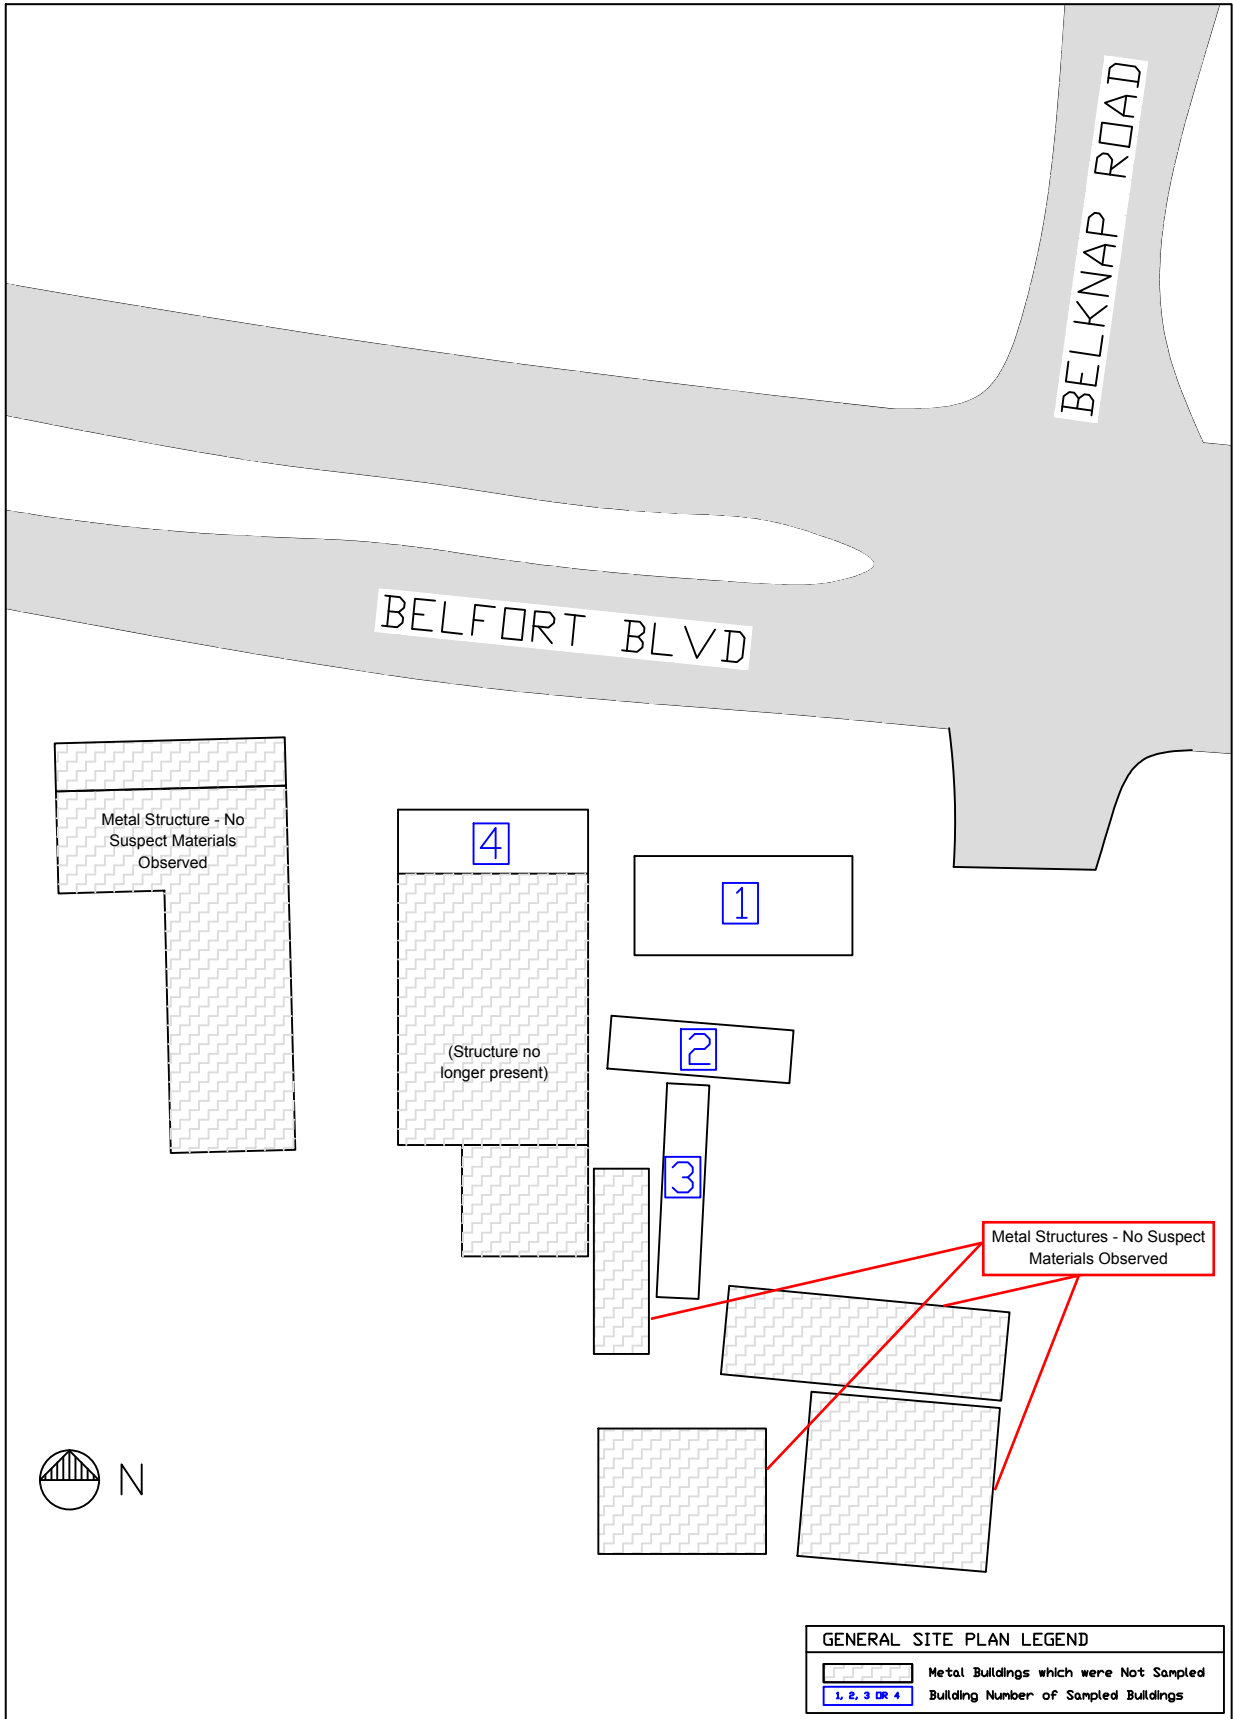 BELKNAP ROAD
BELFORT BLVD
Metal Structure - No
Suspect Materials
Observed
4
1
(Structure no
longer present)
2
3
Metal Structures - No Suspect
Materials Observed
N
GENERAL SITE PLAN LEGEND
Metal Buildings which were Not Sampled
1, 2, 3 OR 4 Building Number of Sampled Buildings